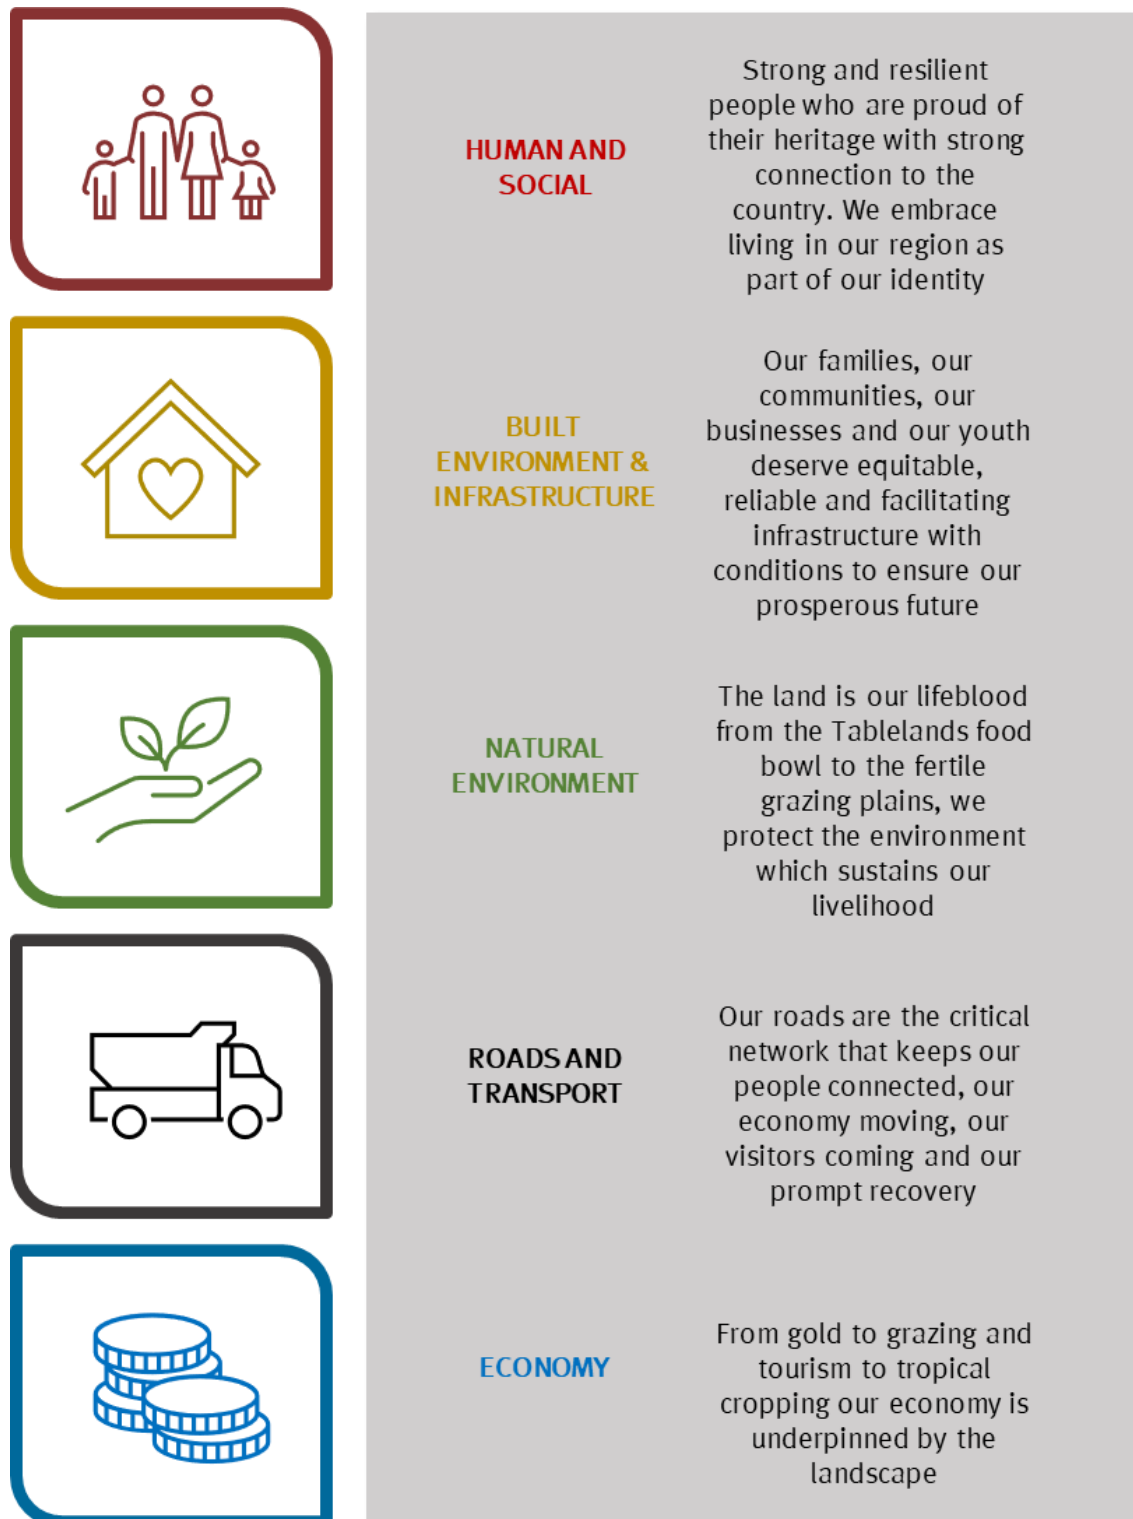 HUMAN AND
SOCIAL
Strong and resilient
people who are proud of
their heritage with strong
connection to the
country. We embrace
living in our region as
part of our identity
BUILT
ENVIRONMENT &
INFRASTRUCTURE
Our families, our
communities, our
businesses and our youth
deserve equitable,
reliable and facilitating
infrastructure with
conditions to ensure our
prosperous future
NATURAL
ENVIRONMENT
The land is our lifeblood
from the Tablelands food
bowl to the fertile
grazing plains, we
protect the environment
which sustains our
livelihood
ROADS AND
TRANSPORT
Our roads are the critical
network that keeps our
people connected, our
economy moving, our
visitors coming and our
prompt recovery
ECONOMY
From gold to grazing and
tourism to tropical
cropping our economy is
underpinned by the
landscape